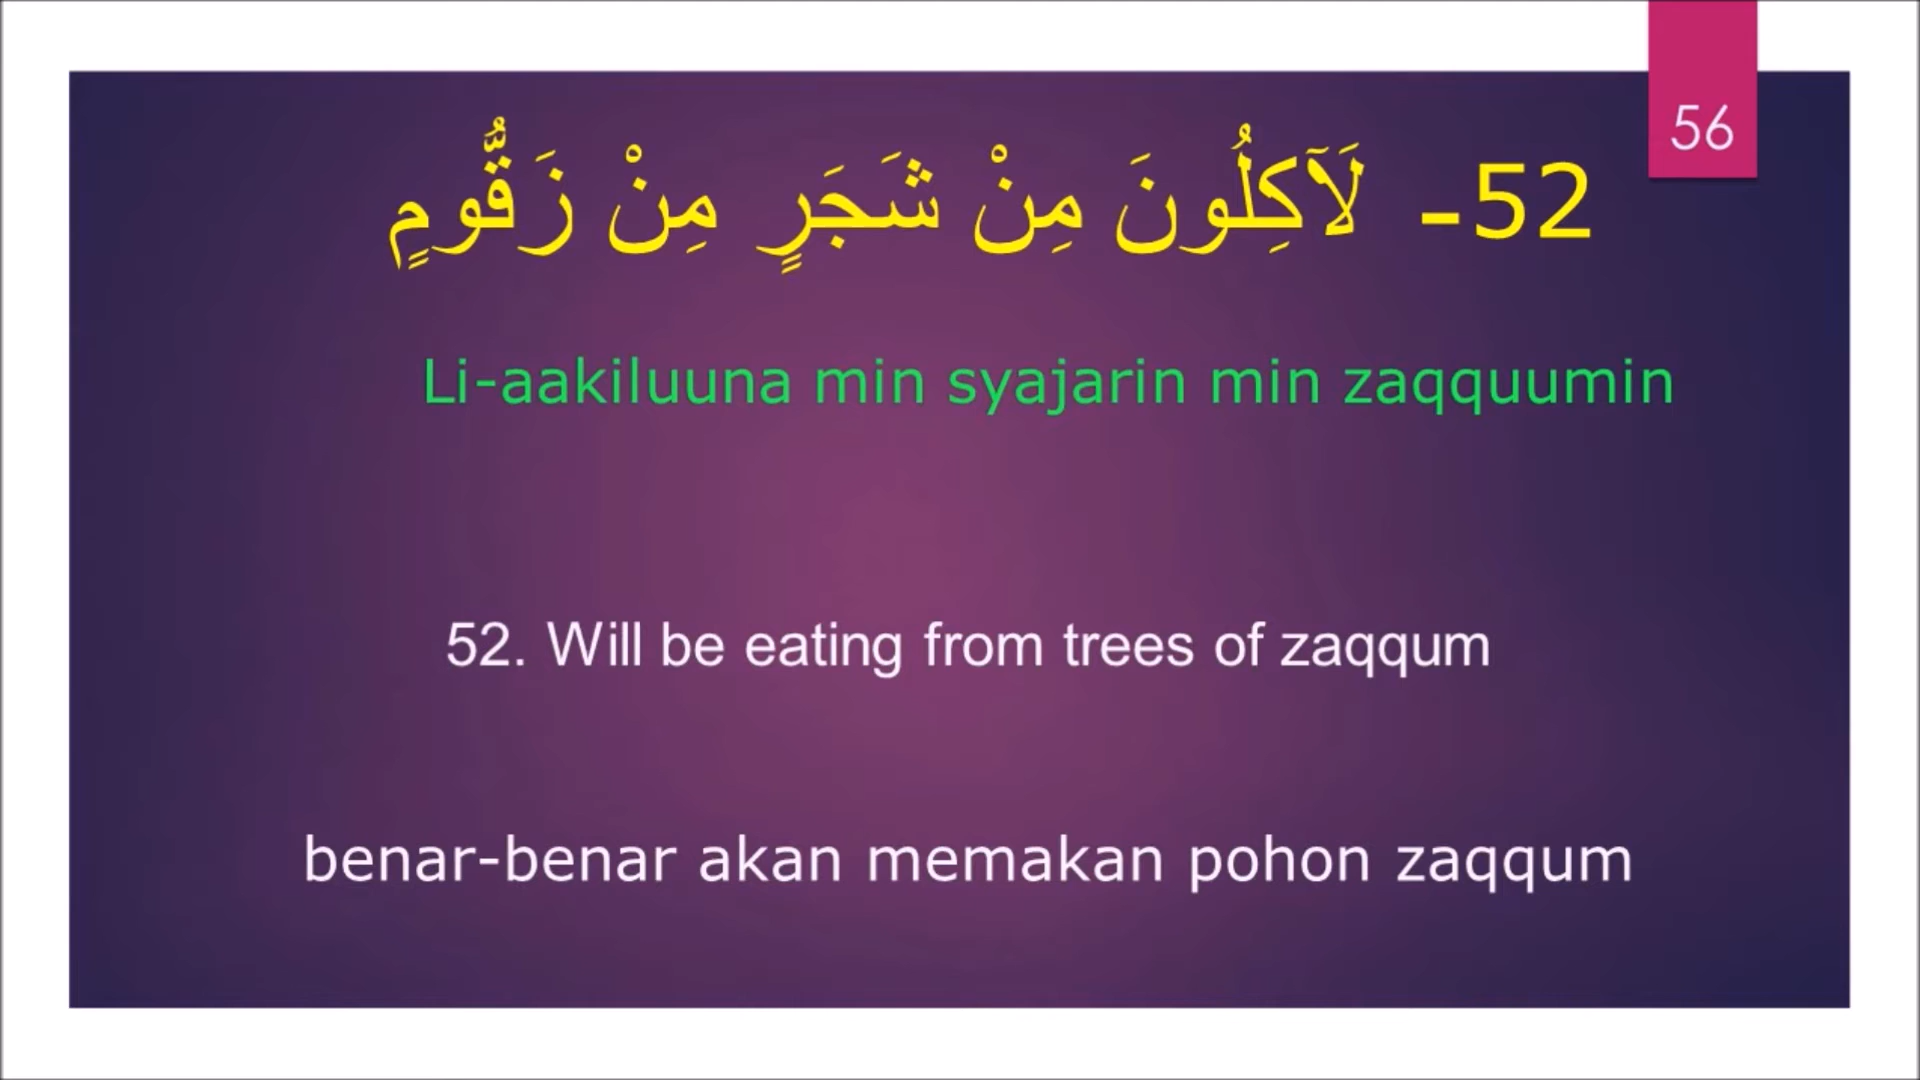 56
52- لَآكِلُونَ مِنْ شَجَرٍ مِنْ زَقُّومٍ
Li-aakiluuna min syajarin min zaqquumin
52. Will be eating from trees of zaqqum
benar-benar akan memakan pohon zaqqum